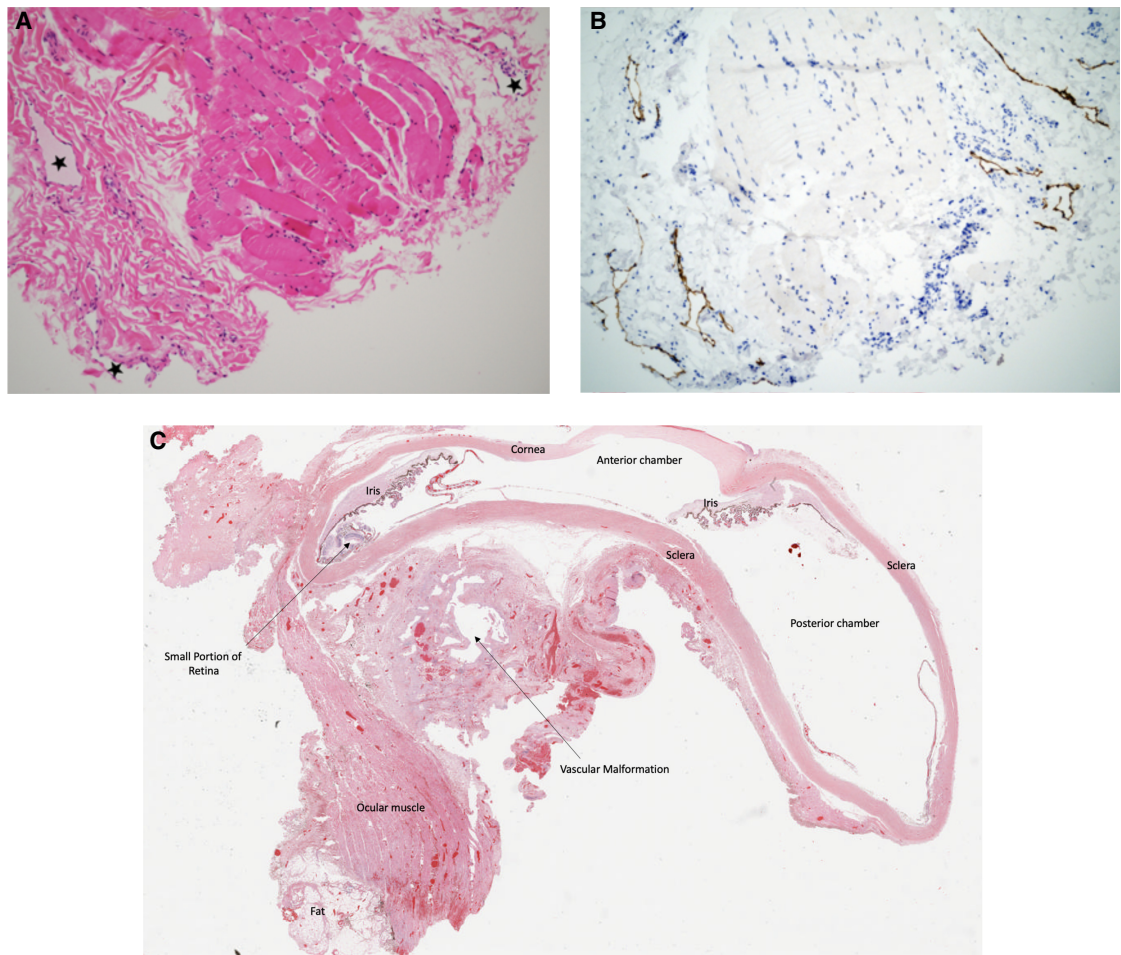 A
B
C
Cornea
Anterior chamber
Iris
Iris
Sclera
Sclera
Posterior chamber
Small Portion of
Retina
Vascular Malformation
Ocular muscle
Fat